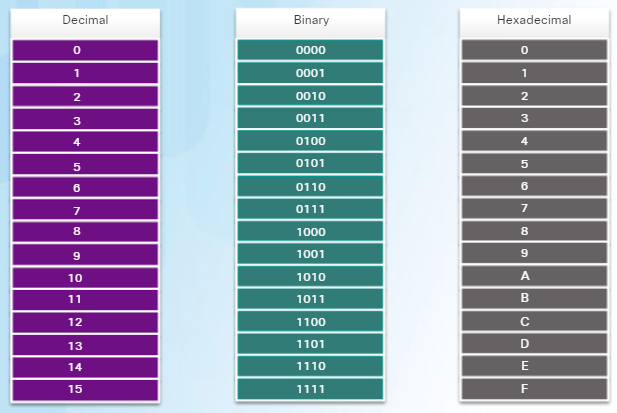 Decimal Binary Hexadecimal
0 0000 0
1 0001 1
2 0010 2
3 0011 3
4 0100 4
5 0101 5
6 0110 6
7 0111 7
8 1000 8
9 1001 9
10 1010 A
11 1011 B
12 1100 C
13 1101 D
14 1110 E
15 1111 F